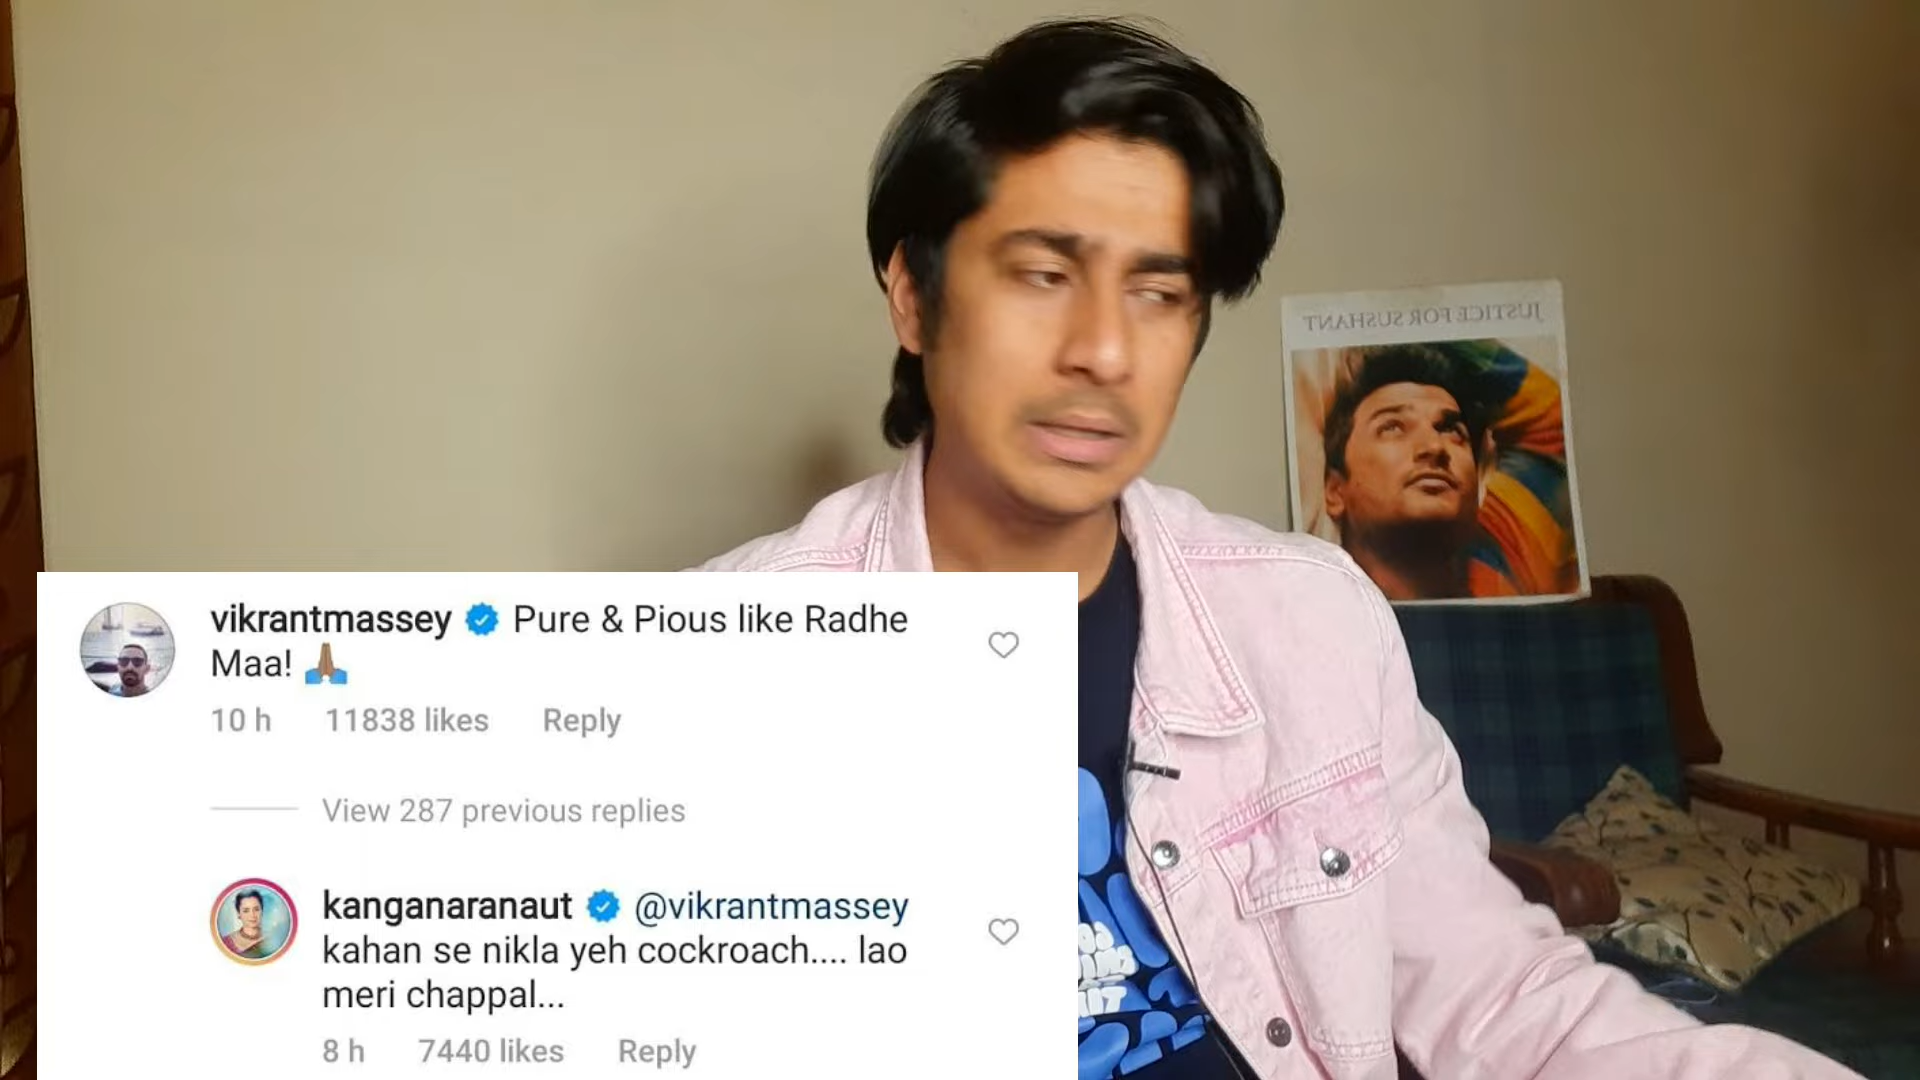 JUSTICE FOR SUSHANT
vikrantmassey Pure & Pious like Radhe
Maa! 🙏🏽
10 h 11838 likes Reply
View 287 previous replies
kanganaranaut @vikrantmassey
kahan se nikla yeh cockroach.... lao
meri chappal...
8 h 7440 likes Reply